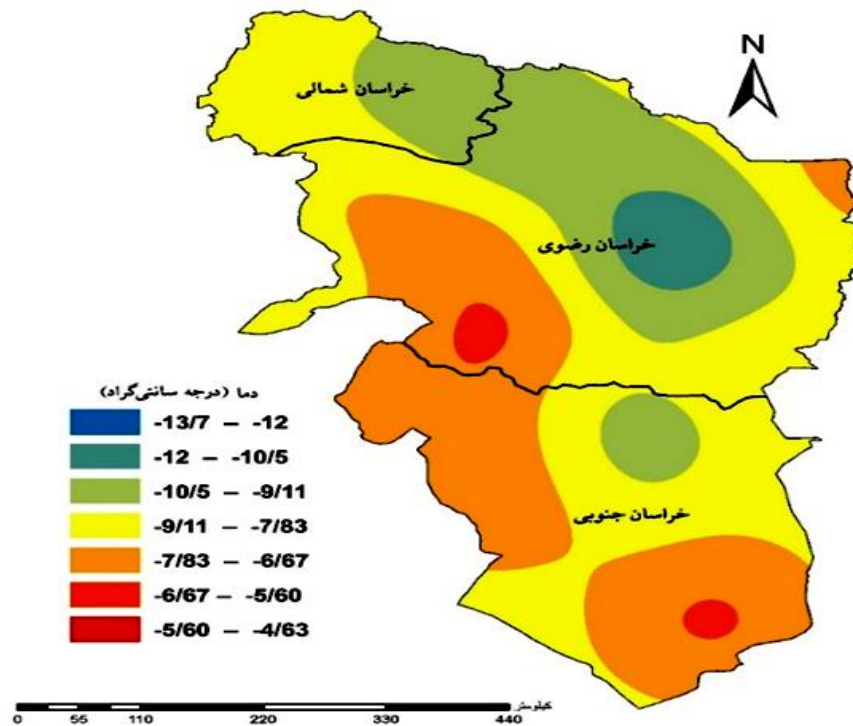 N
خراسان شمالی
خراسان رضوی
دما (درجه سانتی‌گراد)
-13/7 – -12
-12 – -10/5
-10/5 – -9/11
-9/11 – -7/83
-7/83 – -6/67
-6/67 – -5/60
-5/60 – -4/63
خراسان جنوبی
کیلومتر
0 55 110 220 330 440